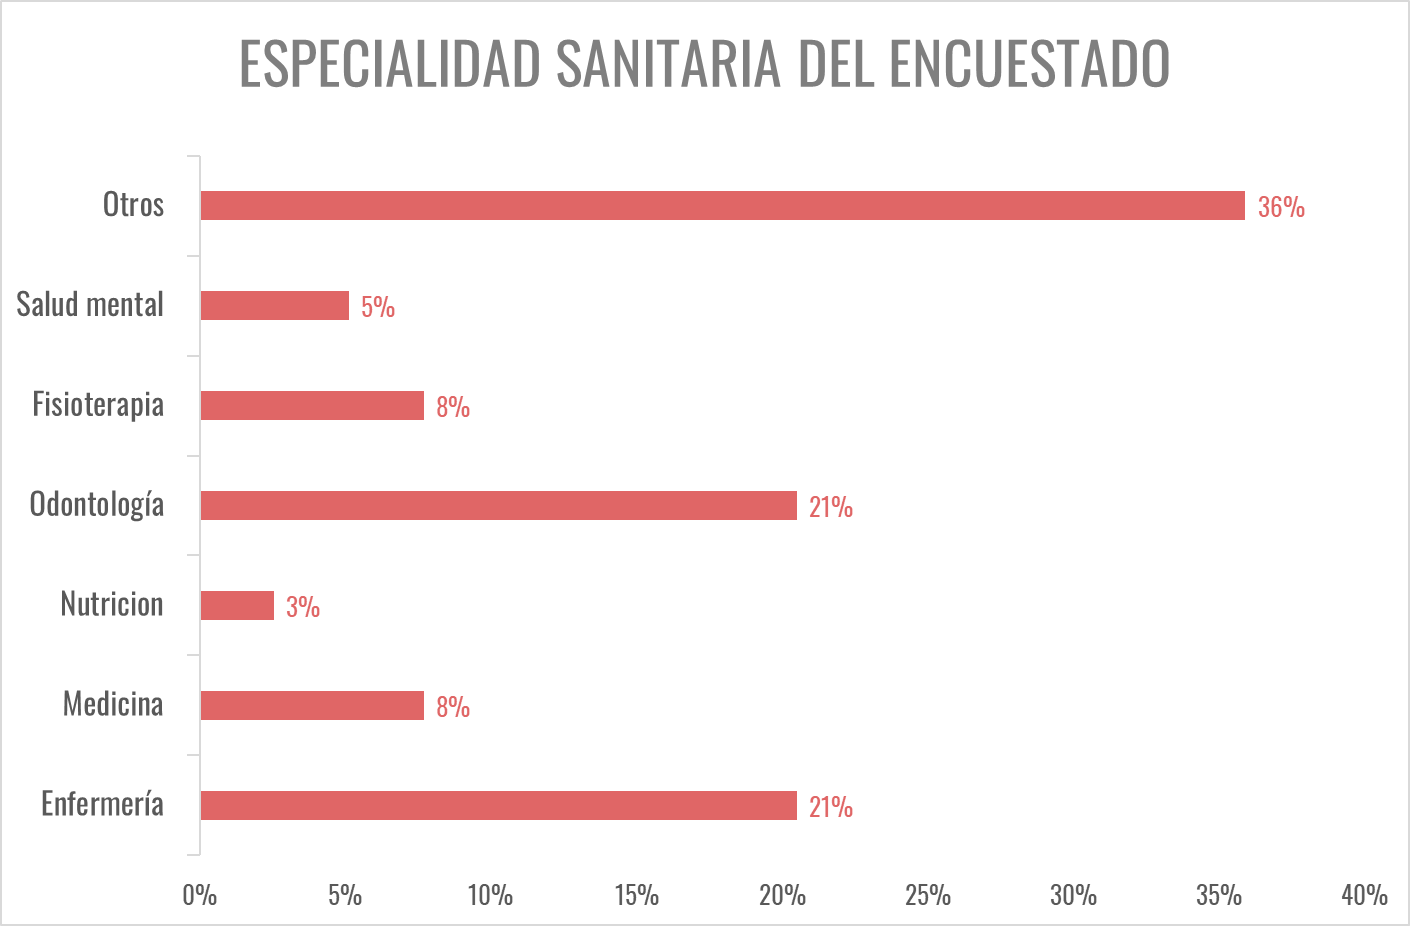 ESPECIALIDAD SANITARIA DEL ENCUESTADO
Otros 36%
Salud mental 5%
Fisioterapia 8%
Odontología 21%
Nutricion 3%
Medicina 8%
Enfermería 21%
0% 5% 10% 15% 20% 25% 30% 35% 40%